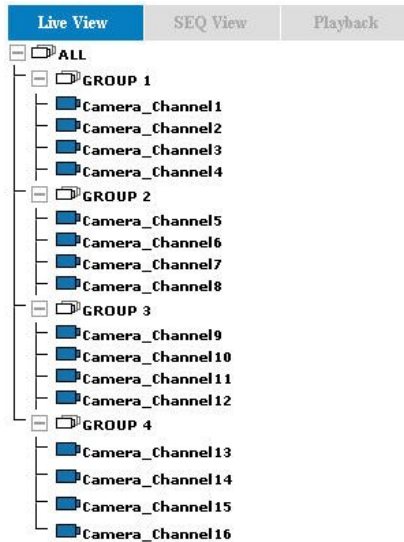 Live View SEQ View Playback
ALL
GROUP 1
Camera_Channel1
Camera_Channel2
Camera_Channel3
Camera_Channel4
GROUP 2
Camera_Channel5
Camera_Channel6
Camera_Channel7
Camera_Channel8
GROUP 3
Camera_Channel9
Camera_Channel10
Camera_Channel11
Camera_Channel12
GROUP 4
Camera_Channel13
Camera_Channel14
Camera_Channel15
Camera_Channel16